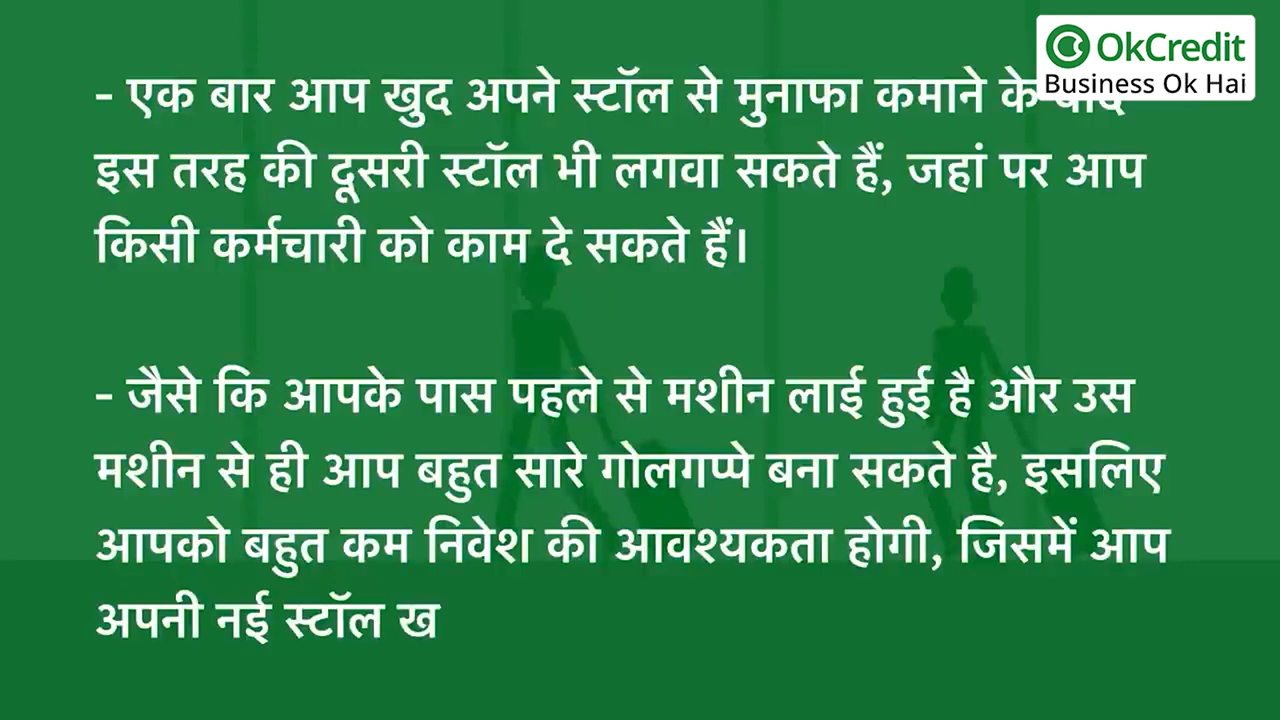 OkCredit
Business Ok Hai
- एक बार आप खुद अपने स्टॉल से मुनाफा कमाने के
इस तरह की दूसरी स्टॉल भी लगवा सकते हैं, जहां पर आप
किसी कर्मचारी को काम दे सकते हैं।
- जैसे कि आपके पास पहले से मशीन लाई हुई है और उस
मशीन से ही आप बहुत सारे गोलगप्पे बना सकते है, इसलिए
आपको बहुत कम निवेश की आवश्यकता होगी, जिसमें आप
अपनी नई स्टॉल ख